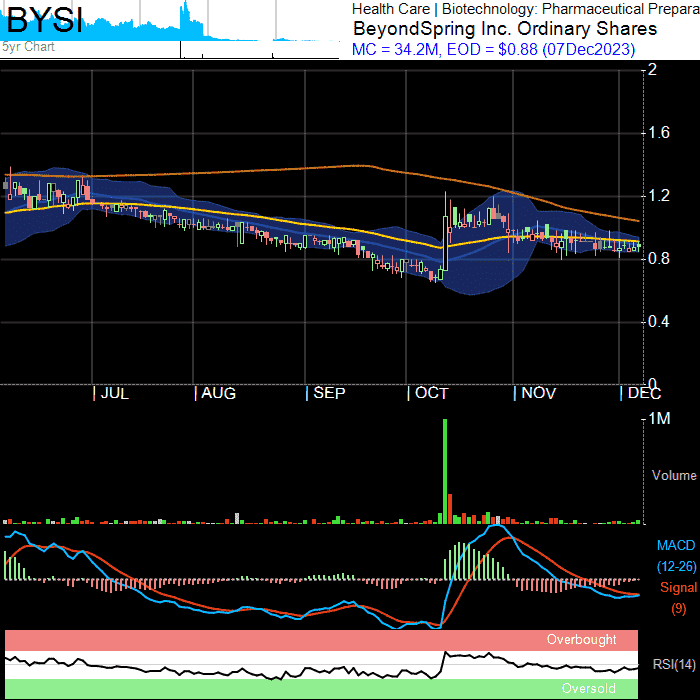 BYSI
5yr Chart
Health Care | Biotechnology: Pharmaceutical Prepara
BeyondSpring Inc. Ordinary Shares
MC = 34.2M, EOD = $0.88 (07Dec2023)
2
1.6
1.2
0.8
0.4
0
JUL AUG SEP OCT NOV DEC
1M
Volume
MACD
(12-26)
Signal
(9)
Overbought
RSI(14)
Oversold